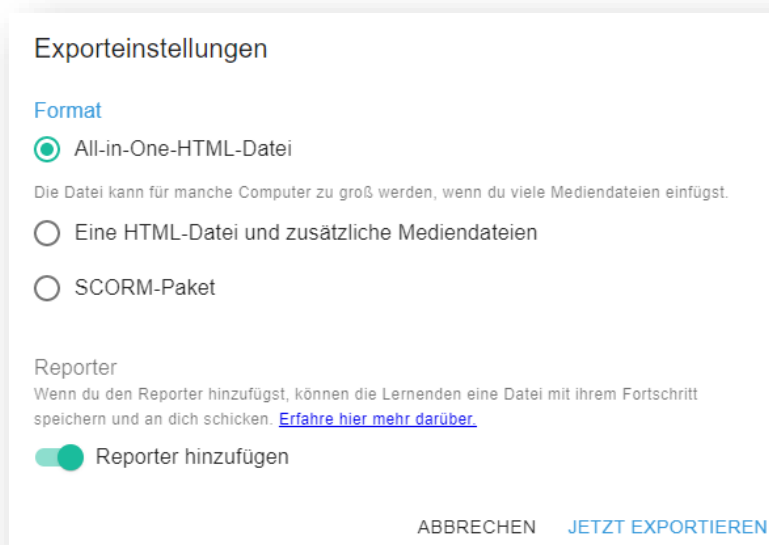 Exporteinstellungen
Format
All-in-One-HTML-Datei
Die Datei kann für manche Computer zu groß werden, wenn du viele Mediendateien einfügst.
Eine HTML-Datei und zusätzliche Mediendateien
SCORM-Paket
Reporter
Wenn du den Reporter hinzufügst, können die Lernenden eine Datei mit ihrem Fortschritt
speichern und an dich schicken. Erfahre hier mehr darüber.
Reporter hinzufügen
ABBRECHEN JETZT EXPORTIEREN